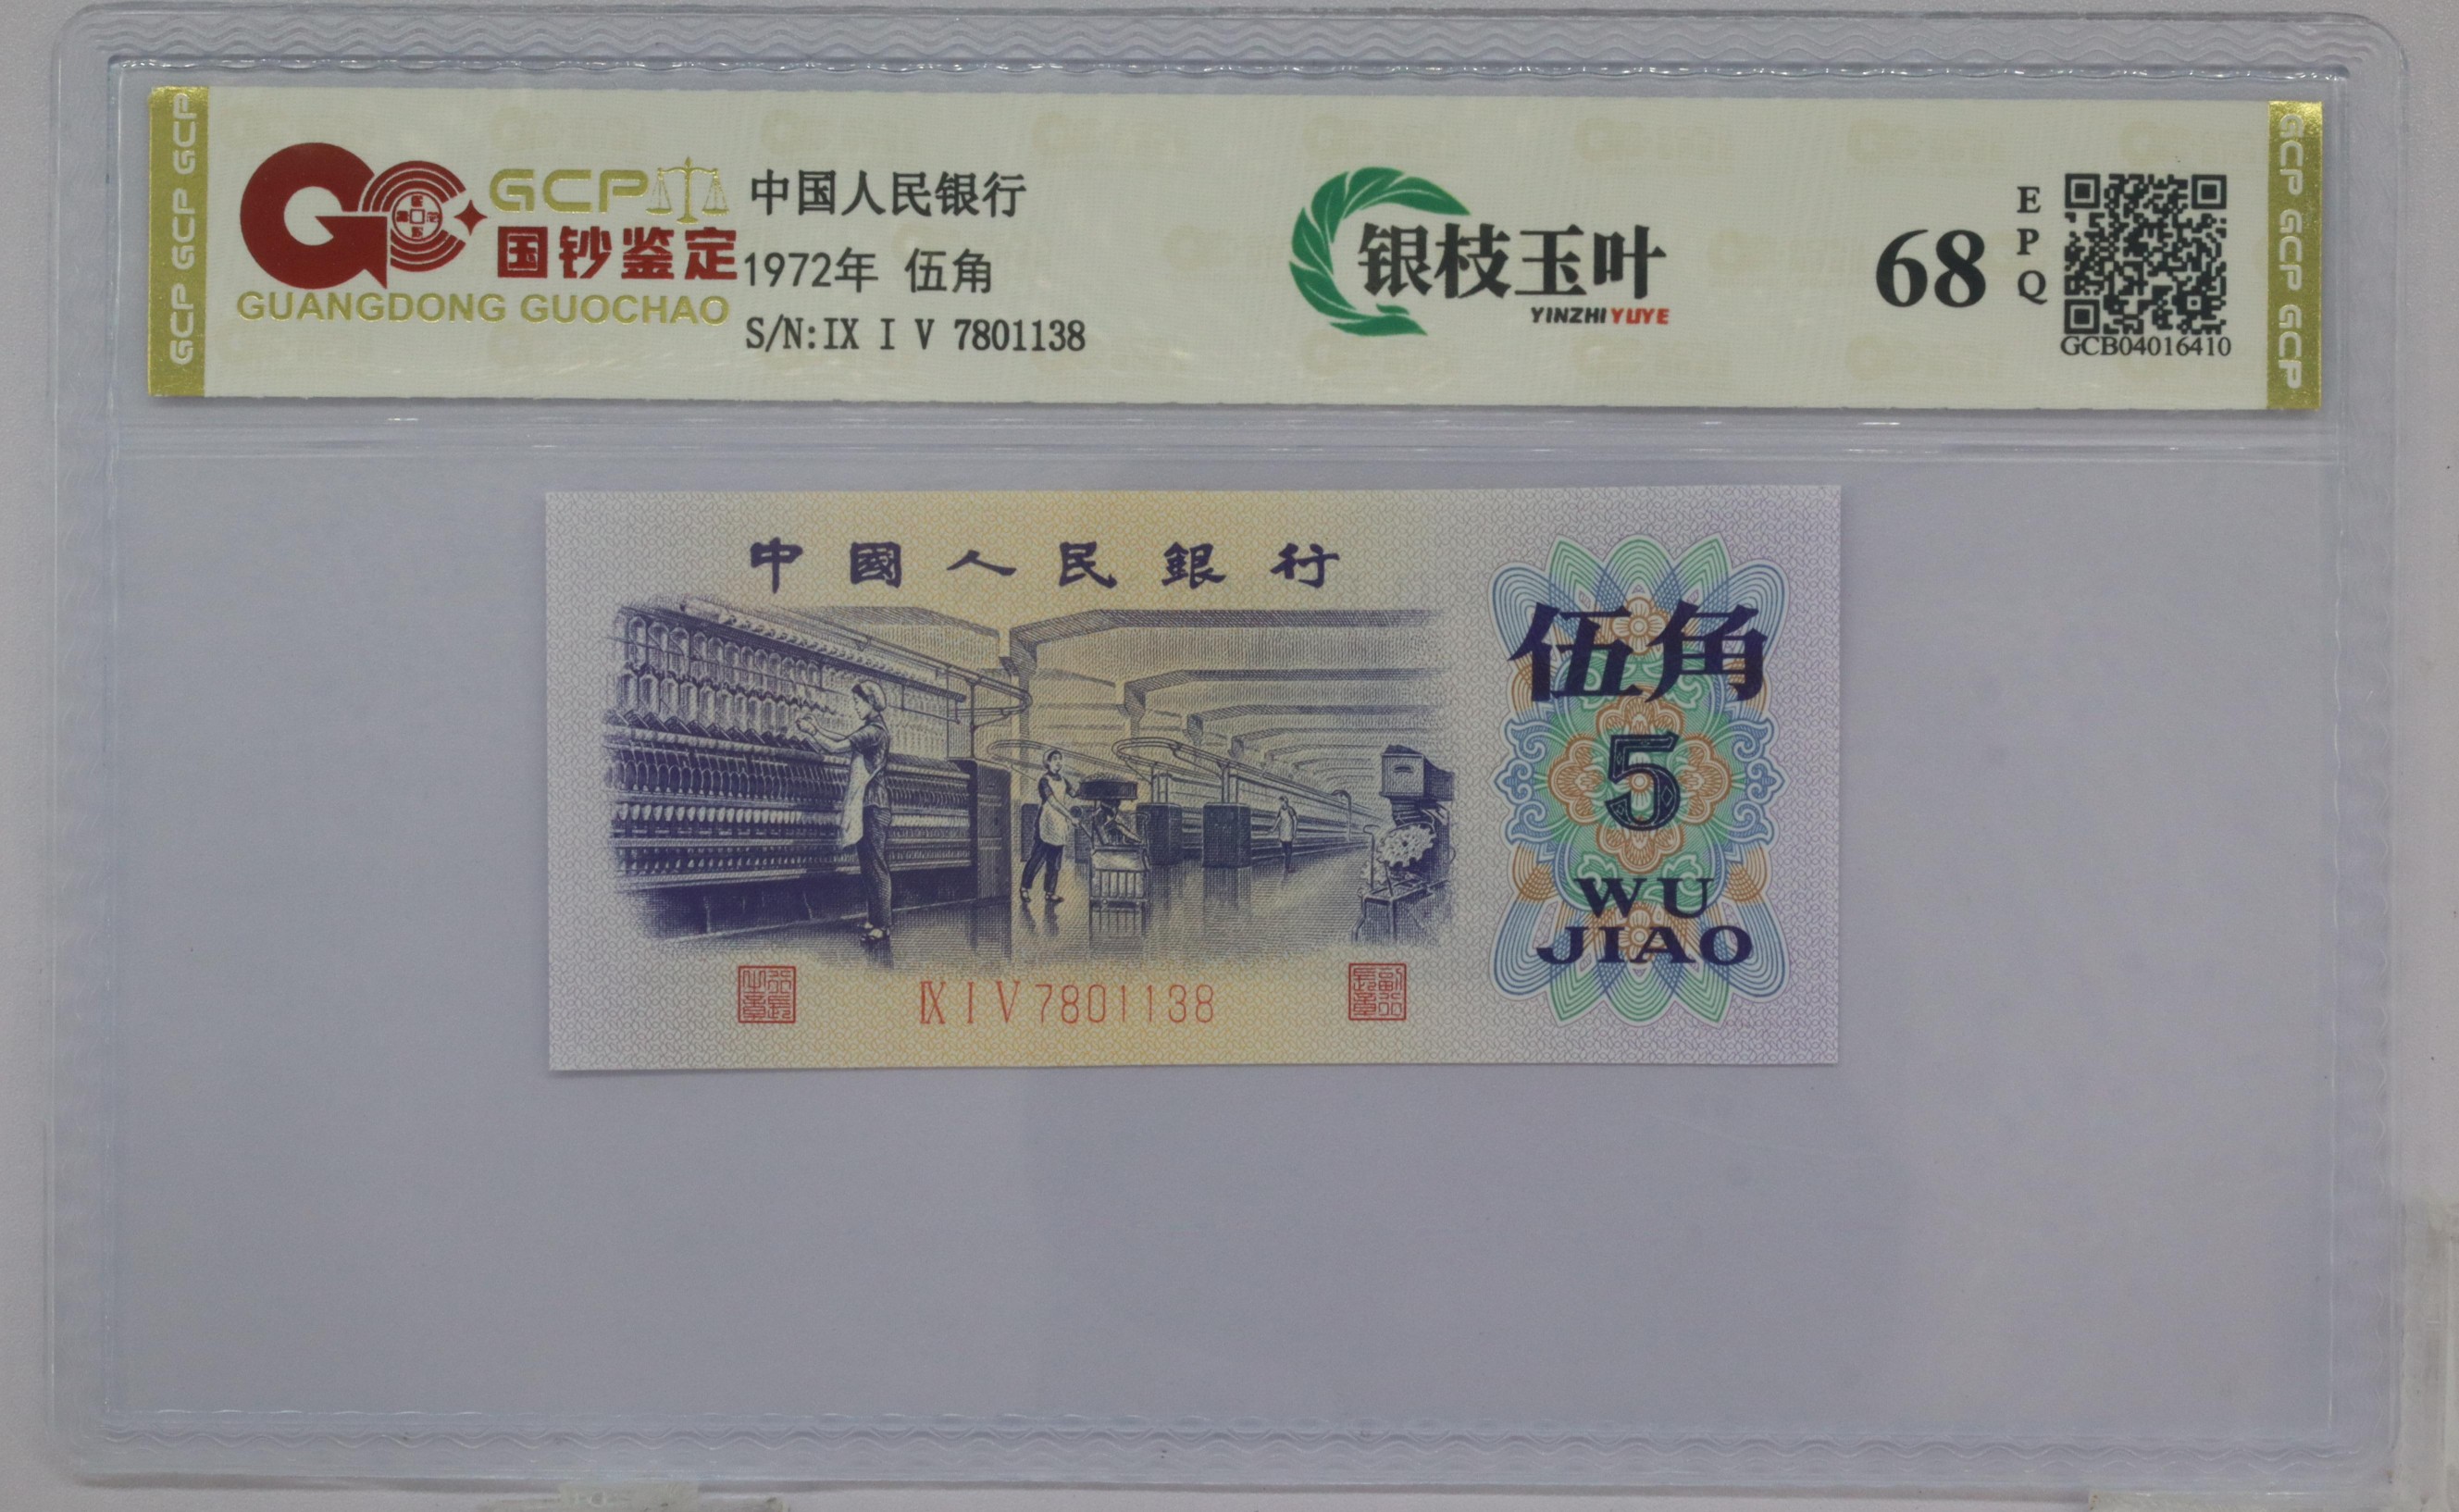 GCP GCP GCP
GCP
国钞鉴定
GUANGDONG GUOCHAO
中国人民银行
1972年 伍角
S/N:IX I V 7801138
银枝玉叶
YINZHIYUYE
68
EPQ
GCB04016410
GCP GCP GCP
中國人民銀行
伍角
5
WU
JIAO
IX I V 7801138